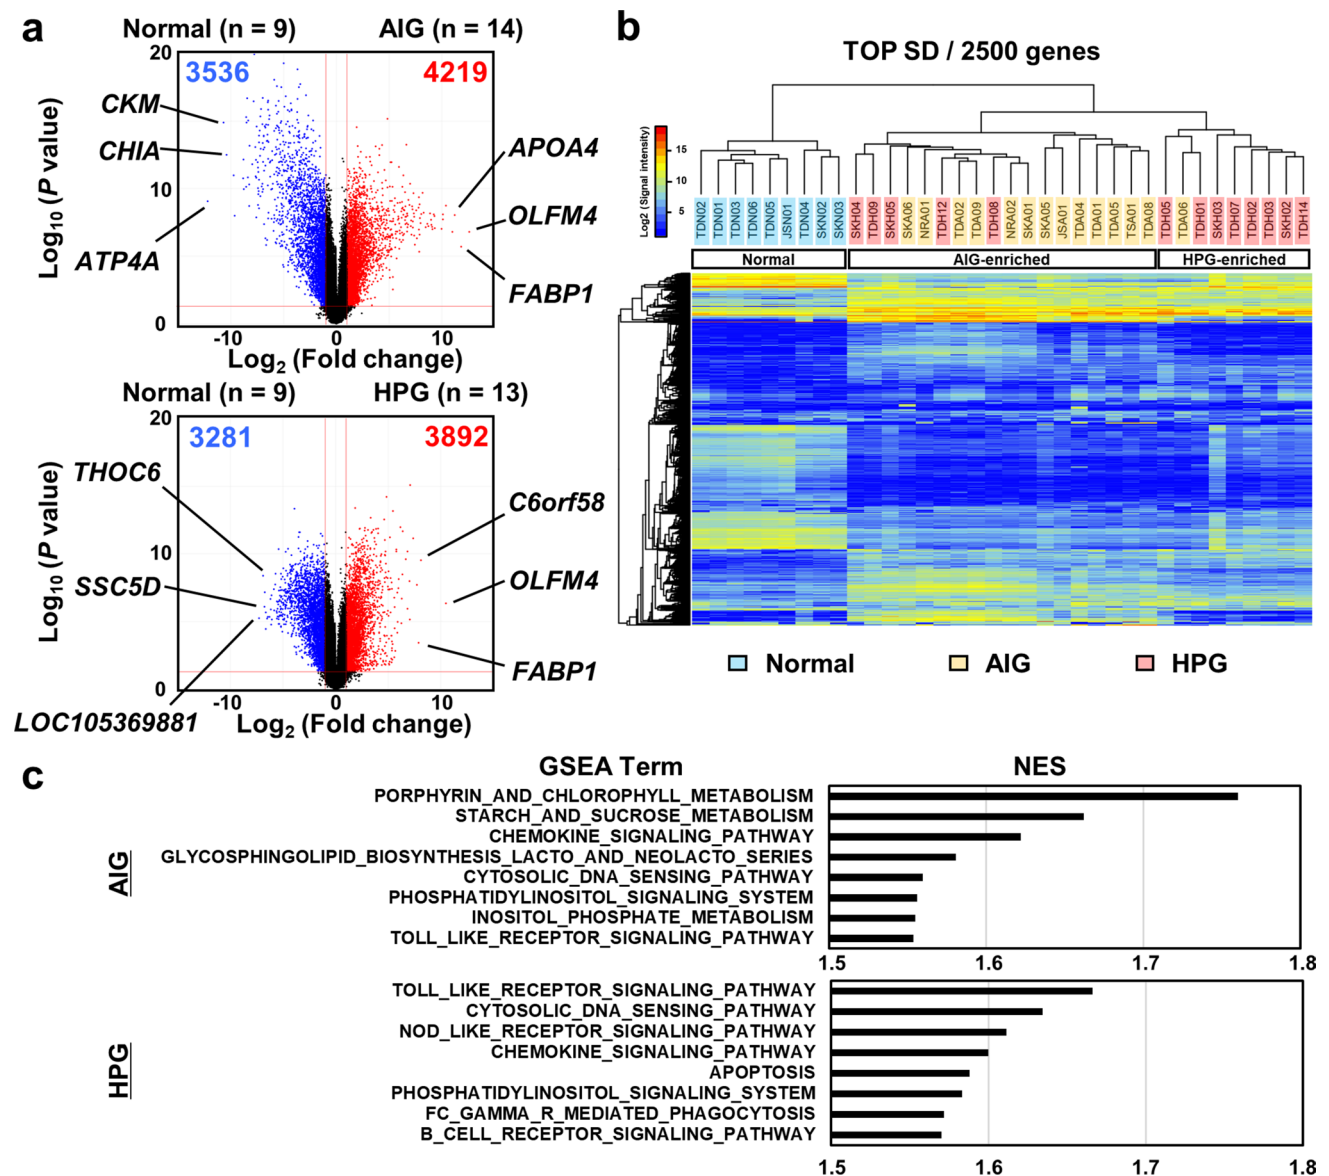 a
Normal (n = 9)
AIG (n = 14)
20
3536
4219
CKM
CHIA
ATP4A
APOA4
OLFM4
FABP1
10
0
Log10 (P value)
-10
0
10
Log2 (Fold change)
Normal (n = 9)
HPG (n = 13)
20
3281
3892
THOC6
SSC5D
LOC105369881
C6orf58
OLFM4
FABP1
10
0
Log10 (P value)
-10
0
10
Log2 (Fold change)
b
TOP SD / 2500 genes
Log2 (Signal intensity)
15
10
5
TDN02
TDN01
TDN03
TDN06
TDN05
JSN01
TDN04
SKN02
SKN03
SKH04
TDH09
SKH05
SKA06
NRA01
TDH12
TDA02
TDA09
TDH08
NRA02
SKA01
SKA05
JSA01
TDA04
TDA01
TDA05
TSA01
TDA08
TDH05
TDA06
TDH01
SKH03
TDH07
TDH02
TDH03
SKH02
TDH14
Normal
AIG-enriched
HPG-enriched
Normal
AIG
HPG
c
GSEA Term
NES
AIG
PORPHYRIN_AND_CHLOROPHYLL_METABOLISM
STARCH_AND_SUCROSE_METABOLISM
CHEMOKINE_SIGNALING_PATHWAY
GLYCOSPHINGOLIPID_BIOSYNTHESIS_LACTO_AND_NEOLACTO_SERIES
CYTOSOLIC_DNA_SENSING_PATHWAY
PHOSPHATIDYLINOSITOL_SIGNALING_SYSTEM
INOSITOL_PHOSPHATE_METABOLISM
TOLL_LIKE_RECEPTOR_SIGNALING_PATHWAY
1.5
1.6
1.7
1.8
HPG
TOLL_LIKE_RECEPTOR_SIGNALING_PATHWAY
CYTOSOLIC_DNA_SENSING_PATHWAY
NOD_LIKE_RECEPTOR_SIGNALING_PATHWAY
CHEMOKINE_SIGNALING_PATHWAY
APOPTOSIS
PHOSPHATIDYLINOSITOL_SIGNALING_SYSTEM
FC_GAMMA_R_MEDIATED_PHAGOCYTOSIS
B_CELL_RECEPTOR_SIGNALING_PATHWAY
1.5
1.6
1.7
1.8